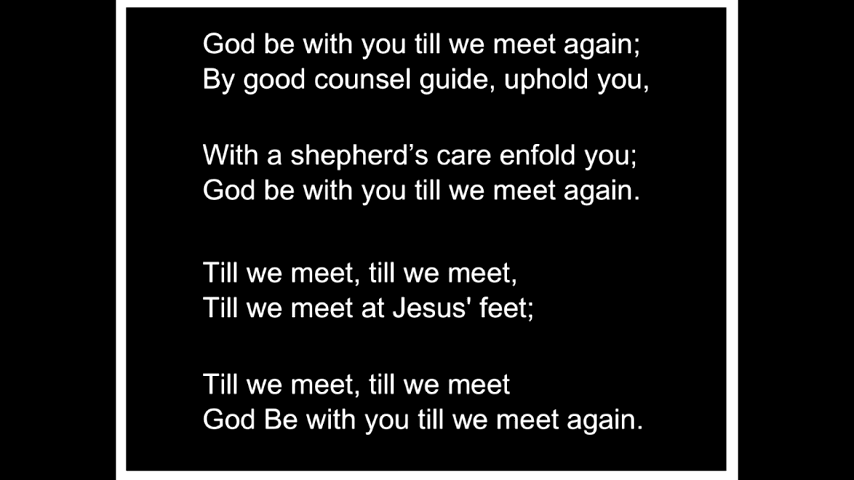 God be with you till we meet again;
By good counsel guide, uphold you,
With a shepherd’s care enfold you;
God be with you till we meet again.
Till we meet, till we meet,
Till we meet at Jesus' feet;
Till we meet, till we meet
God Be with you till we meet again.